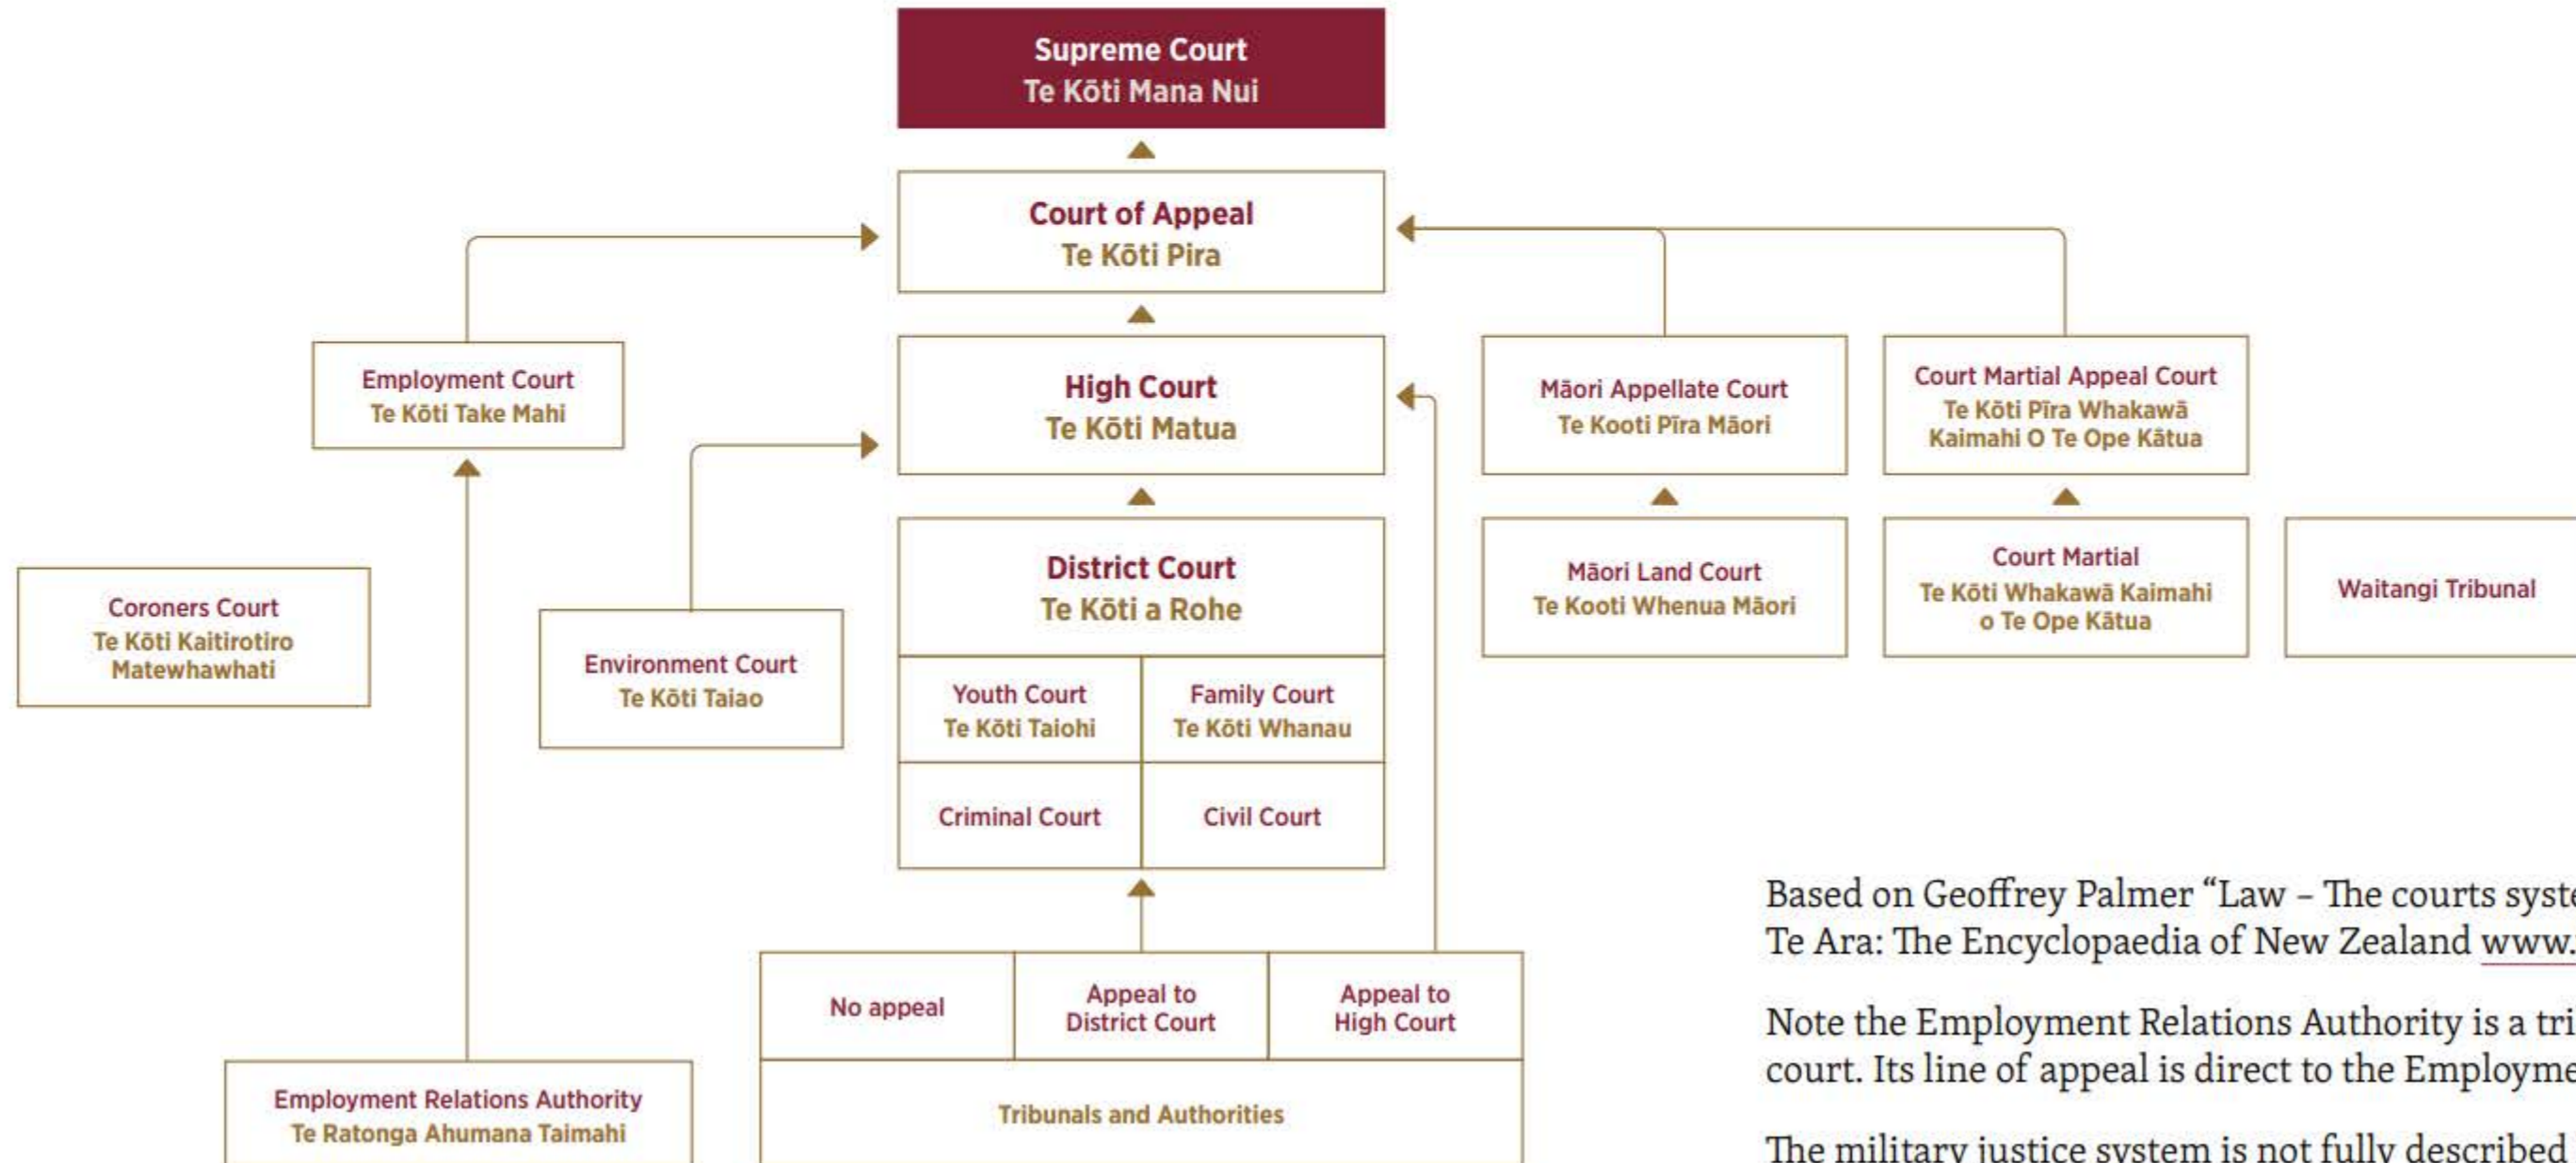 Supreme Court
Te Kōti Mana Nui
Court of Appeal
Te Kōti Pira
Employment Court
Te Kōti Take Mahi
High Court
Te Kōti Matua
Māori Appellate Court
Te Kooti Pīra Māori
Court Martial Appeal Court
Te Kōti Pīra Whakawā
Kaimahi O Te Ope Kātua
Coroners Court
Te Kōti Kaitirotiro
Matewhawhati
Environment Court
Te Kōti Taiao
District Court
Te Kōti a Rohe
Youth Court
Te Kōti Taiohi
Family Court
Te Kōti Whanau
Criminal Court
Civil Court
Māori Land Court
Te Kooti Whenua Māori
Court Martial
Te Kōti Whakawā Kaimahi
o Te Ope Kātua
Waitangi Tribunal
No appeal
Appeal to
District Court
Appeal to
High Court
Employment Relations Authority
Te Ratonga Ahumana Taimahi
Tribunals and Authorities
Based on Geoffrey Palmer “Law – The courts
Te Ara: The Encyclopaedia of New Zealand www.
Note the Employment Relations Authority is a
court. Its line of appeal is direct to the
The military justice system is not fully described